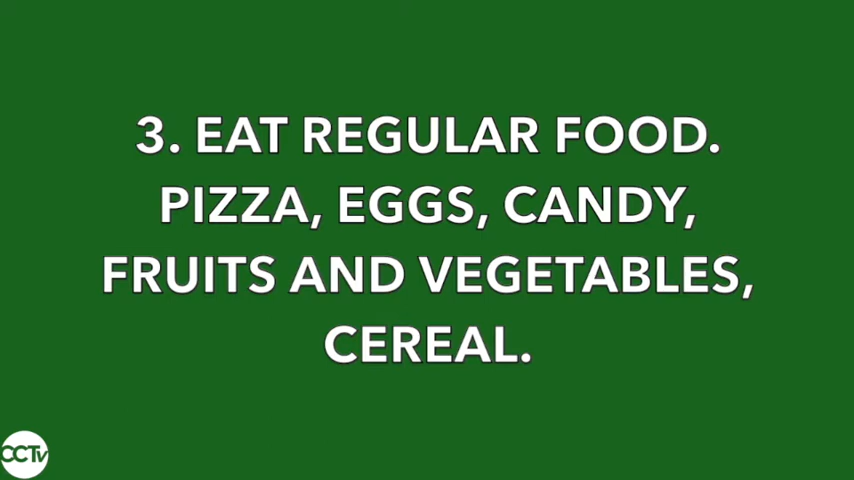 3. EAT REGULAR FOOD.
PIZZA, EGGS, CANDY,
FRUITS AND VEGETABLES,
CEREAL.
CCTv